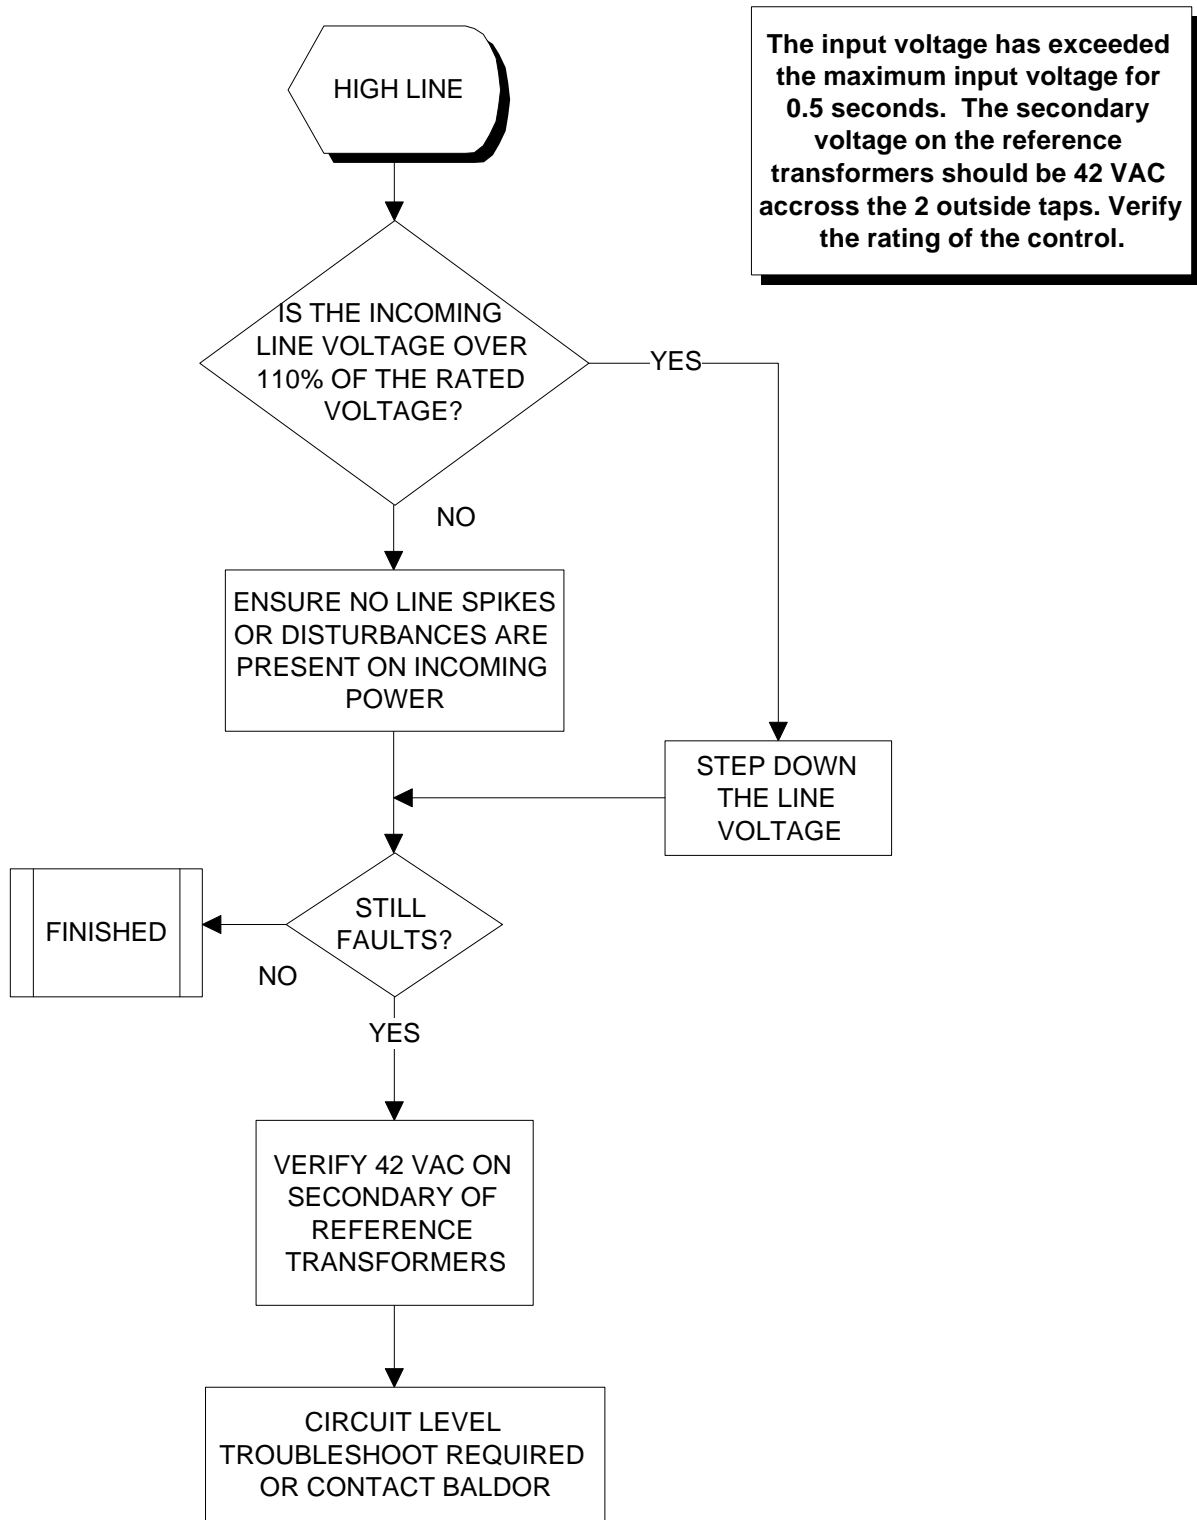 HIGH LINE
The input voltage has exceeded
the maximum input voltage for
0.5 seconds.  The secondary
voltage on the reference
transformers should be 42 VAC
accross the 2 outside taps. Verify
the rating of the control.
IS THE INCOMING
LINE VOLTAGE OVER
110% OF THE RATED
VOLTAGE?
YES
NO
ENSURE NO LINE SPIKES
OR DISTURBANCES ARE
PRESENT ON INCOMING
POWER
STEP DOWN
THE LINE
VOLTAGE
STILL
FAULTS?
FINISHED
NO
YES
VERIFY 42 VAC ON
SECONDARY OF
REFERENCE
TRANSFORMERS
CIRCUIT LEVEL
TROUBLESHOOT REQUIRED
OR CONTACT BALDOR